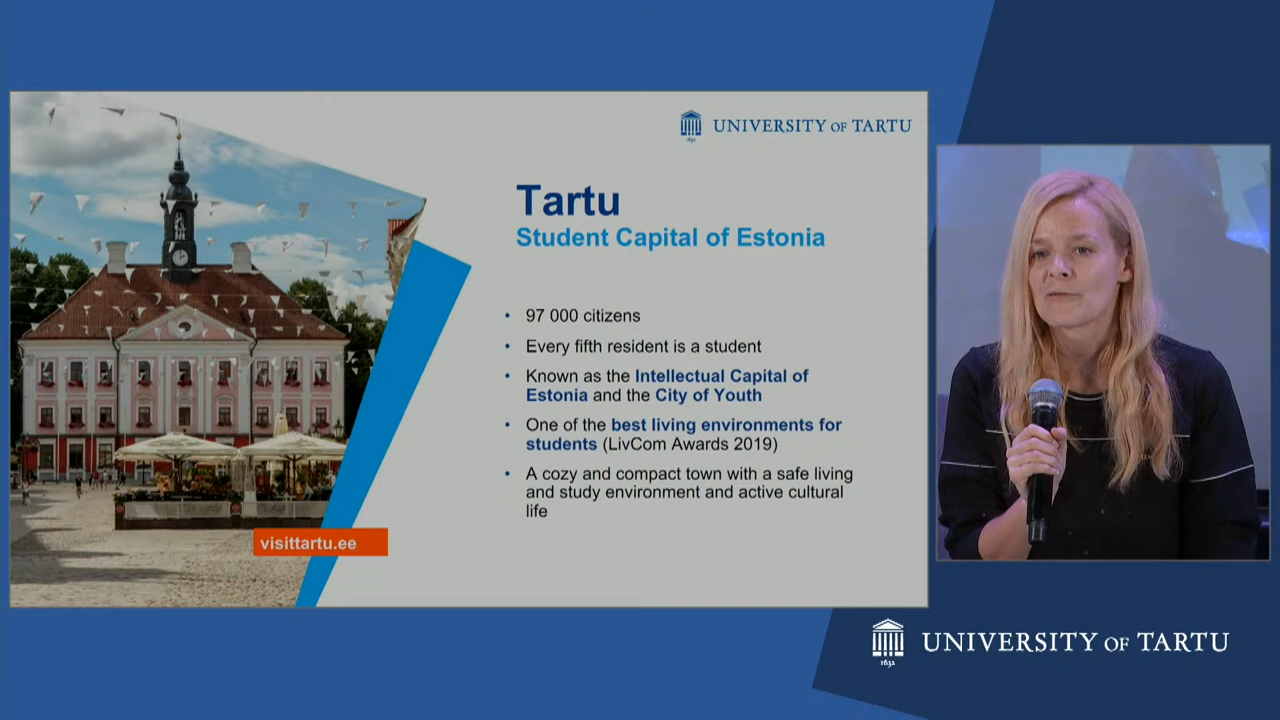 UNIVERSITY OF TARTU
1632
Tartu
Student Capital of Estonia
• 97 000 citizens
• Every fifth resident is a student
• Known as the Intellectual Capital of
Estonia and the City of Youth
• One of the best living environments for
students (LivCom Awards 2019)
• A cozy and compact town with a safe living
and study environment and active cultural
life
visittartu.ee
UNIVERSITY OF TARTU
1632